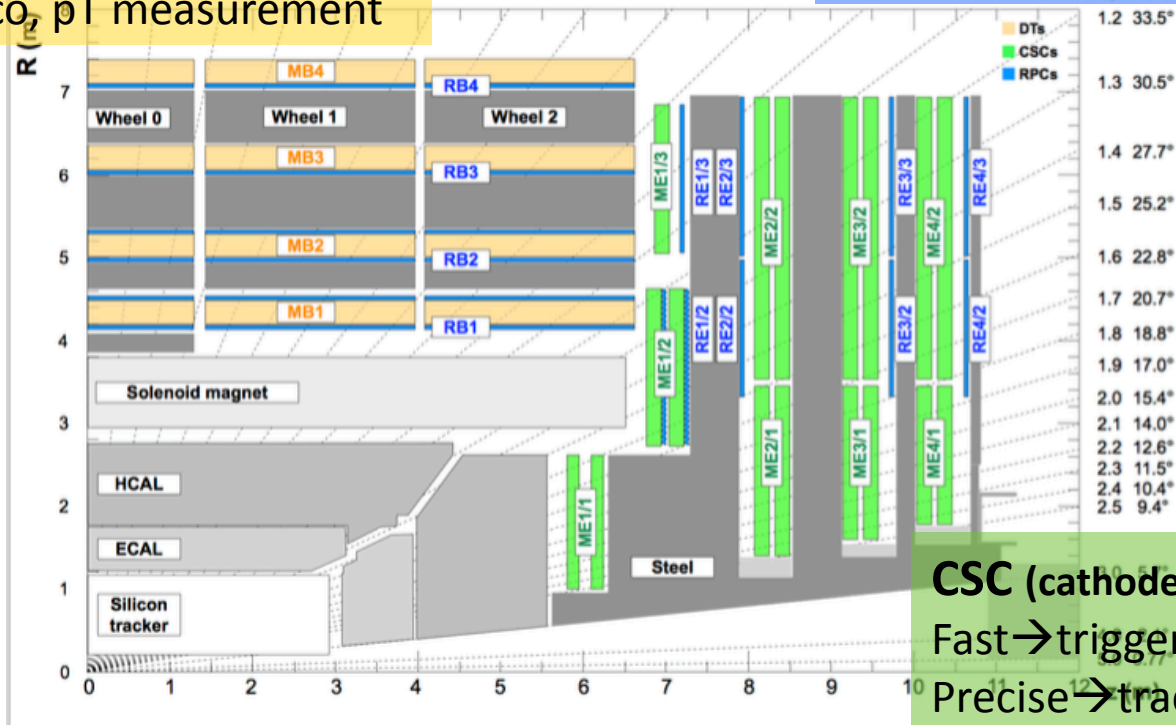 co, pT measurement
R (m)
DTs
CSCs
RPCs
1.2 33.5°
1.3 30.5°
1.4 27.7°
1.5 25.2°
1.6 22.8°
1.7 20.7°
1.8 18.8°
1.9 17.0°
2.0 15.4°
2.1 14.0°
2.2 12.6°
2.3 11.5°
2.4 10.4°
2.5 9.4°
7
6
5
4
3
2
1
0
MB4
RB4
Wheel 0
Wheel 1
Wheel 2
MB3
RB3
MB2
RB2
MB1
RB1
Solenoid magnet
HCAL
ECAL
Silicon
tracker
Steel
ME1/3
RE1/3
RE2/3
ME2/2
ME3/2
RE3/3
ME4/2
RE4/3
ME1/2
RE1/2
RE2/2
RE3/2
RE4/2
ME1/1
ME2/1
ME3/1
ME4/1
0 1 2 3 4 5 6 7 8 9 10 11 12
z (m)
CSC (cathode
Fast→trigger
Precise→tra